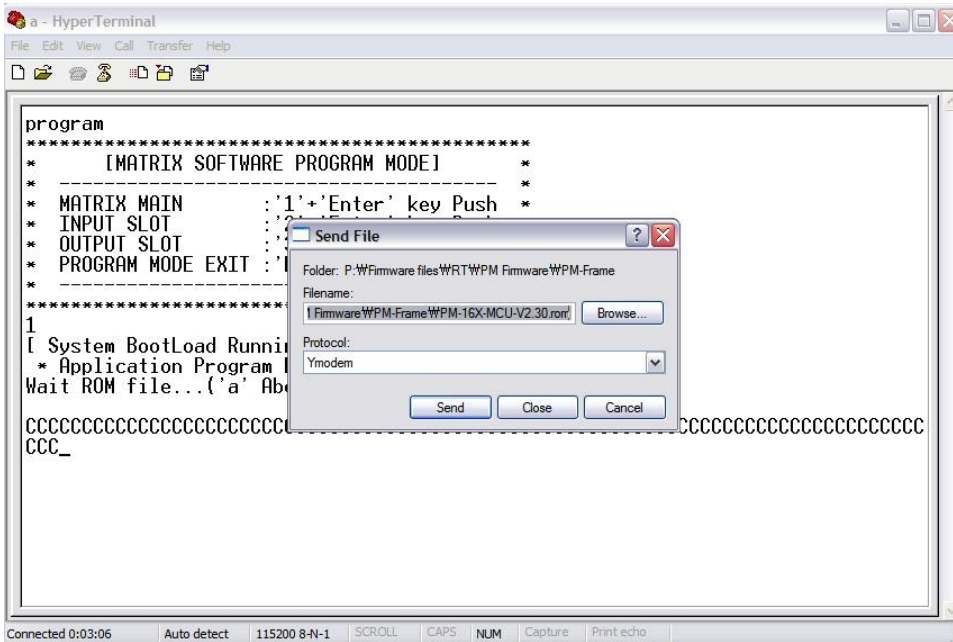 a - HyperTerminal
File Edit View Call Transfer Help
program
*********************************************
* [MATRIX SOFTWARE PROGRAM MODE] *
* --------------------------------------- *
* MATRIX MAIN :'1'+'Enter' key Push *
* INPUT SLOT
* OUTPUT SLOT
* PROGRAM MODE EXIT
* ----------------------
************************
1
[ System BootLoad
* Application Program
Wait ROM file...('a'
CCCCCCCCCCCCCCCCCCCCCCC CCCCCCCCCCCCCCCCCCCCCC
CCC_
Send File
Folder: P:₩Firmware files₩RT₩PM Firmware₩PM-Frame
Filename:
Firmware₩PM-Frame₩PM-16X-MCU-V2.30.rom
Browse...
Protocol:
Ymodem
Send Close Cancel
Connected 0:03:06 Auto detect 115200 8-N-1 SCROLL CAPS NUM Capture Print echo